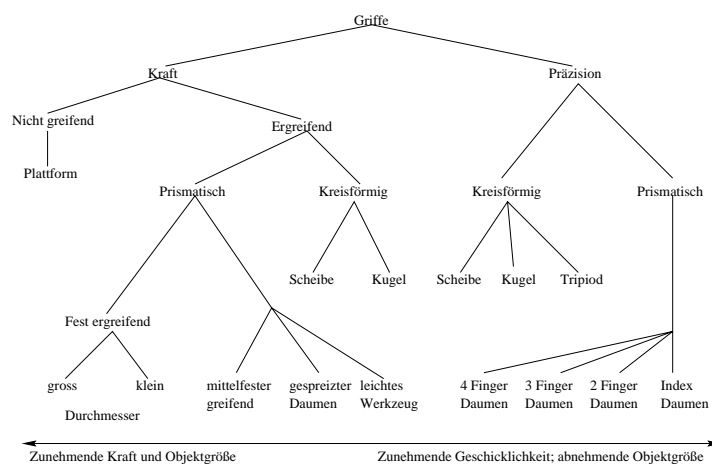 Griffe
Kraft Präzision
Nicht greifend Ergreifend
Plattform
Prismatisch Kreisförmig Kreisförmig Prismatisch
Scheibe Kugel Scheibe Kugel Tripiod
Fest ergreifend
gross klein mittelfester gespreizter leichtes 4 Finger 3 Finger 2 Finger Index
greifend Daumen Werkzeug Daumen Daumen Daumen Daumen
Durchmesser
Zunehmende Kraft und Objektgröße Zunehmende Geschicklichkeit; abnehmende Objektgröße